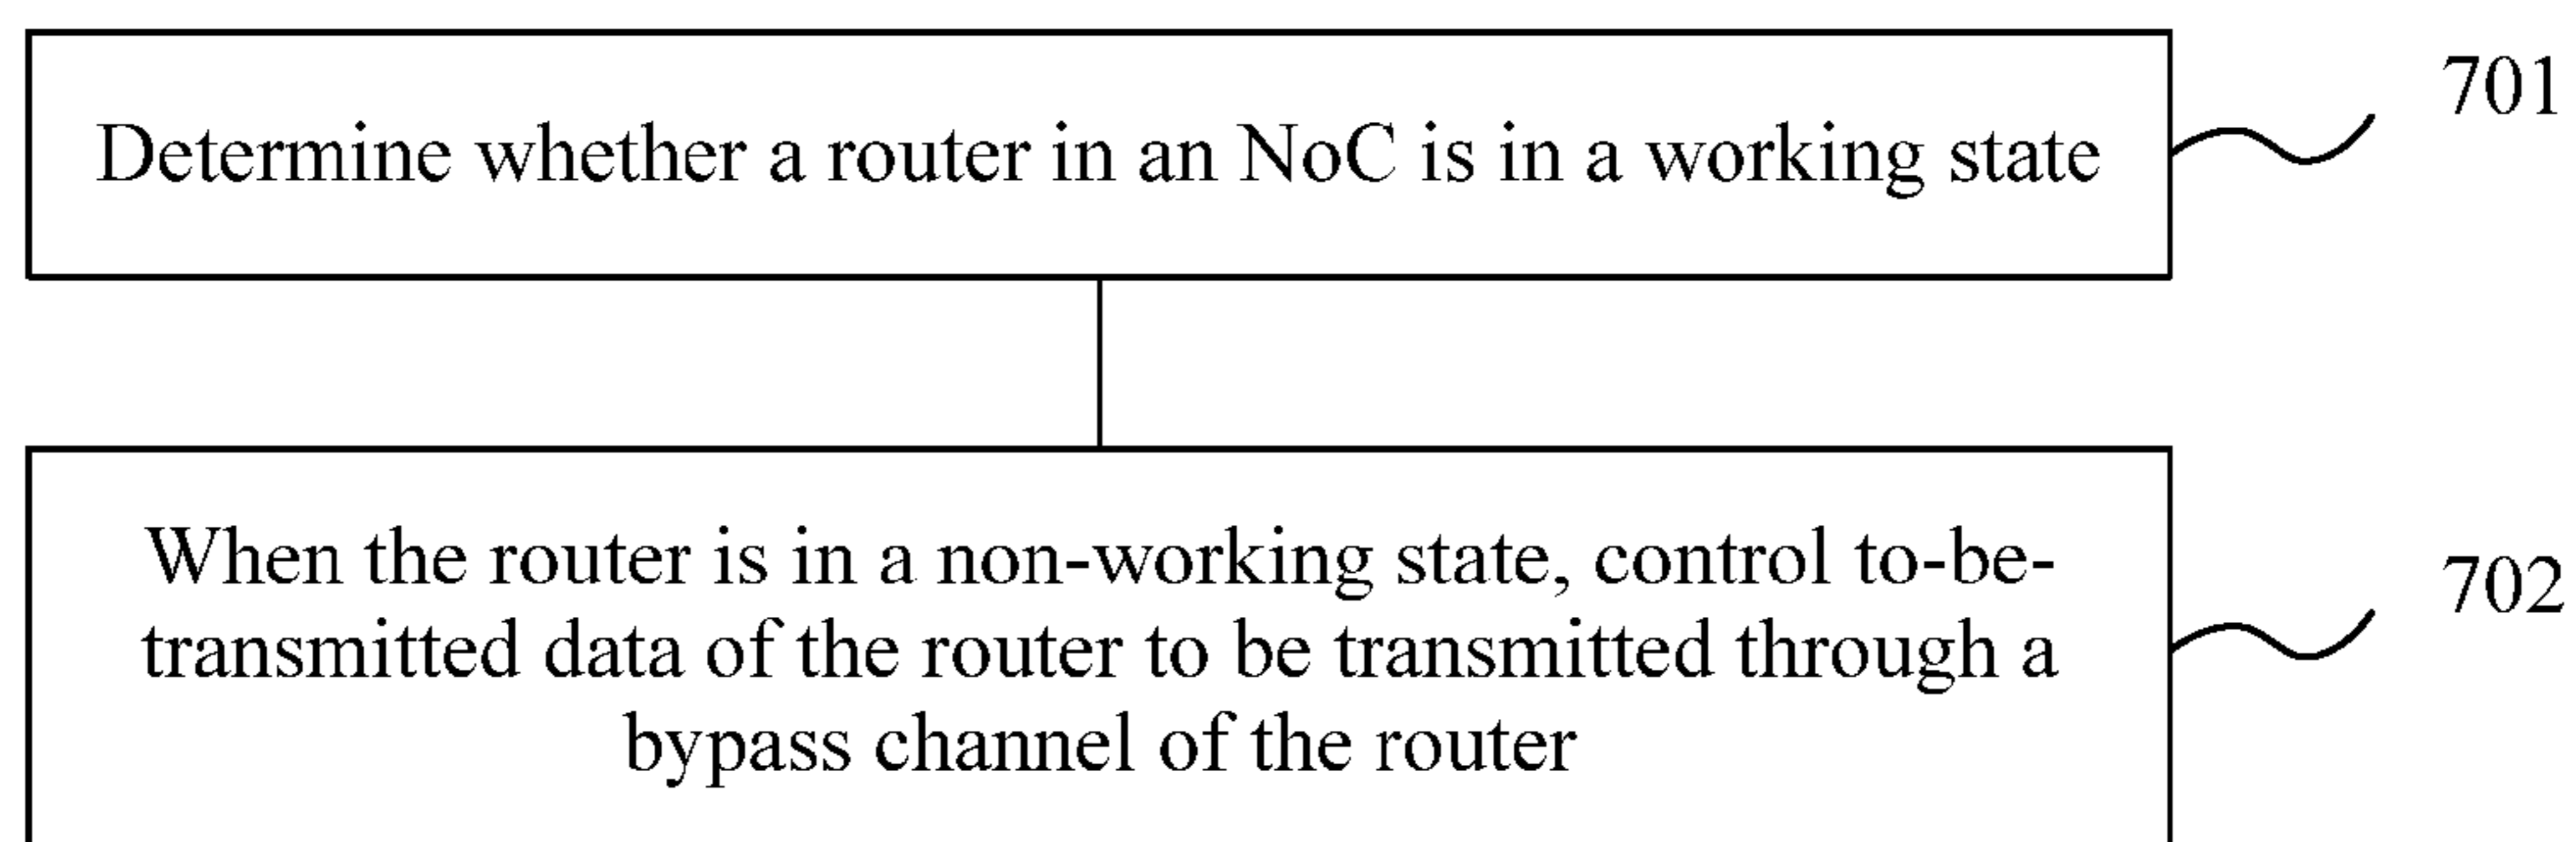 Determine whether a router in an NoC is in a working state
701
When the router is in a non-working state, control to-be-
transmitted data of the router to be transmitted through a
bypass channel of the router
702